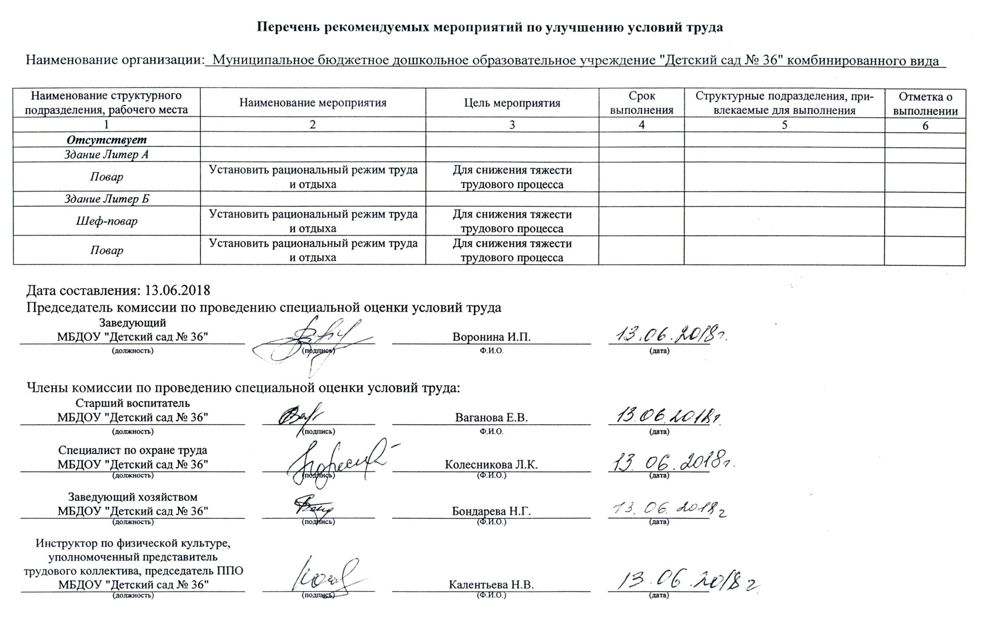 Перечень рекомендуемых мероприятий по улучшению условий труда
Наименование организации: Муниципальное бюджетное дошкольное образовательное учреждение "Детский сад № 36" комбинированного вида
Наименование структурного подразделения, рабочего места | Наименование мероприятия | Цель мероприятия | Срок выполнения | Структурные подразделения, при-влекаемые для выполнения | Отметка о выполнении
1 | 2 | 3 | 4 | 5 | 6
Отсутствует
Здание Литер А
Повар | Установить рациональный режим труда и отдыха | Для снижения тяжести трудового процесса
Здание Литер Б
Шеф-повар | Установить рациональный режим труда и отдыха | Для снижения тяжести трудового процесса
Повар | Установить рациональный режим труда и отдыха | Для снижения тяжести трудового процесса
Дата составления: 13.06.2018
Председатель комиссии по проведению специальной оценки условий труда
Заведующий
МБДОУ "Детский сад № 36" Воронина И.П. 13.06.2018г.
(должность) (подпись) Ф.И.О. (дата)
Члены комиссии по проведению специальной оценки условий труда:
Старший воспитатель
МБДОУ "Детский сад № 36" Ваганова Е.В. 13.06.2018г.
(должность) (подпись) Ф.И.О. (дата)
Специалист по охране труда
МБДОУ "Детский сад № 36" Колесникова Л.К. 13.06.2018г.
(должность) (подпись) (Ф.И.О.) (дата)
Заведующий хозяйством
МБДОУ "Детский сад № 36" Бондарева Н.Г. 13.06.2018г
(должность) (подпись) (Ф.И.О.) (дата)
Инструктор по физической культуре,
уполномоченный представитель
трудового коллектива, председатель ППО
МБДОУ "Детский сад № 36" Калентьева Н.В. 13.06.2018г
(должность) (подпись) (Ф.И.О.) (дата)